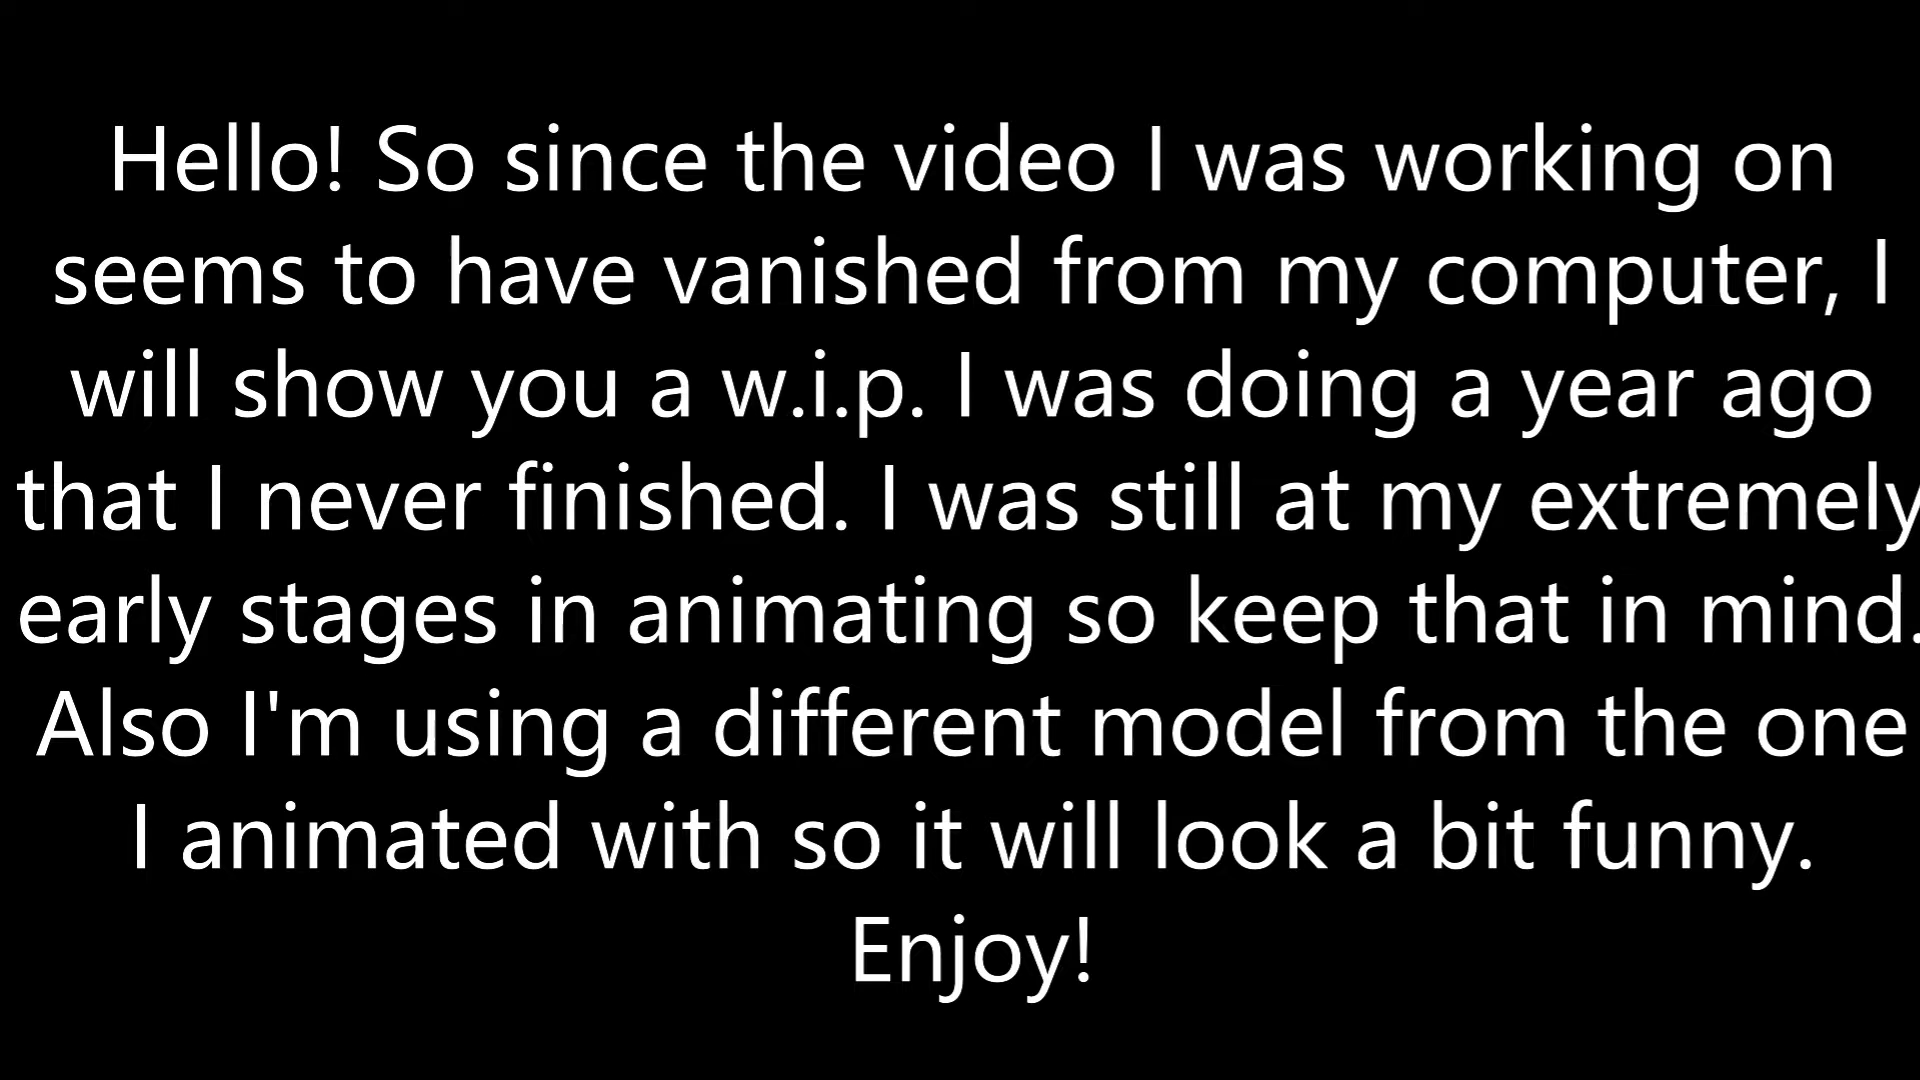 Hello! So since the video I was working on
seems to have vanished from my computer, I
will show you a w.i.p. I was doing a year ago
that I never finished. I was still at my extremely
early stages in animating so keep that in mind.
Also I'm using a different model from the one
I animated with so it will look a bit funny.
Enjoy!